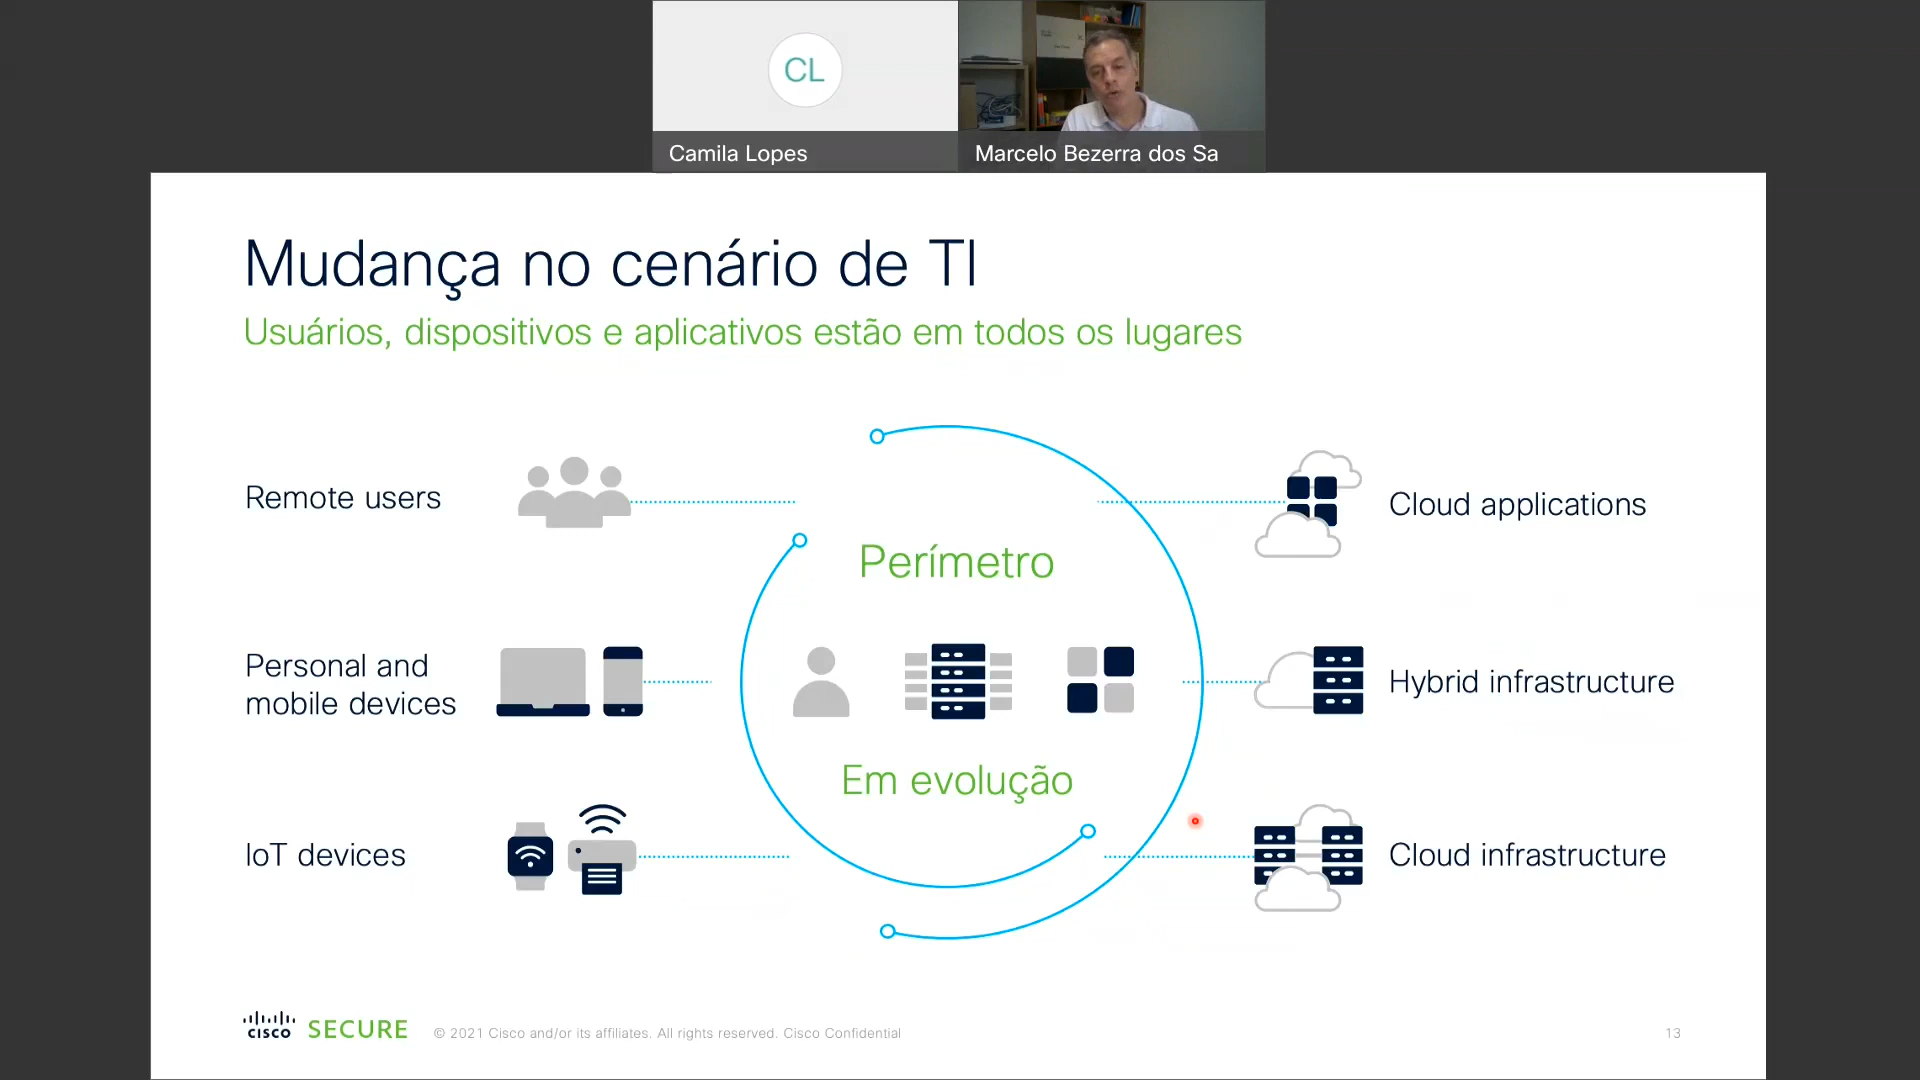 CL
Camila Lopes
Marcelo Bezerra dos Sa
Mudança no cenário de TI
Usuários, dispositivos e aplicativos estão em todos os lugares
Remote users
Personal and
mobile devices
IoT devices
Perímetro
Em evolução
Cloud applications
Hybrid infrastructure
Cloud infrastructure
CISCO SECURE © 2021 Cisco and/or its affiliates. All rights reserved. Cisco Confidential
13